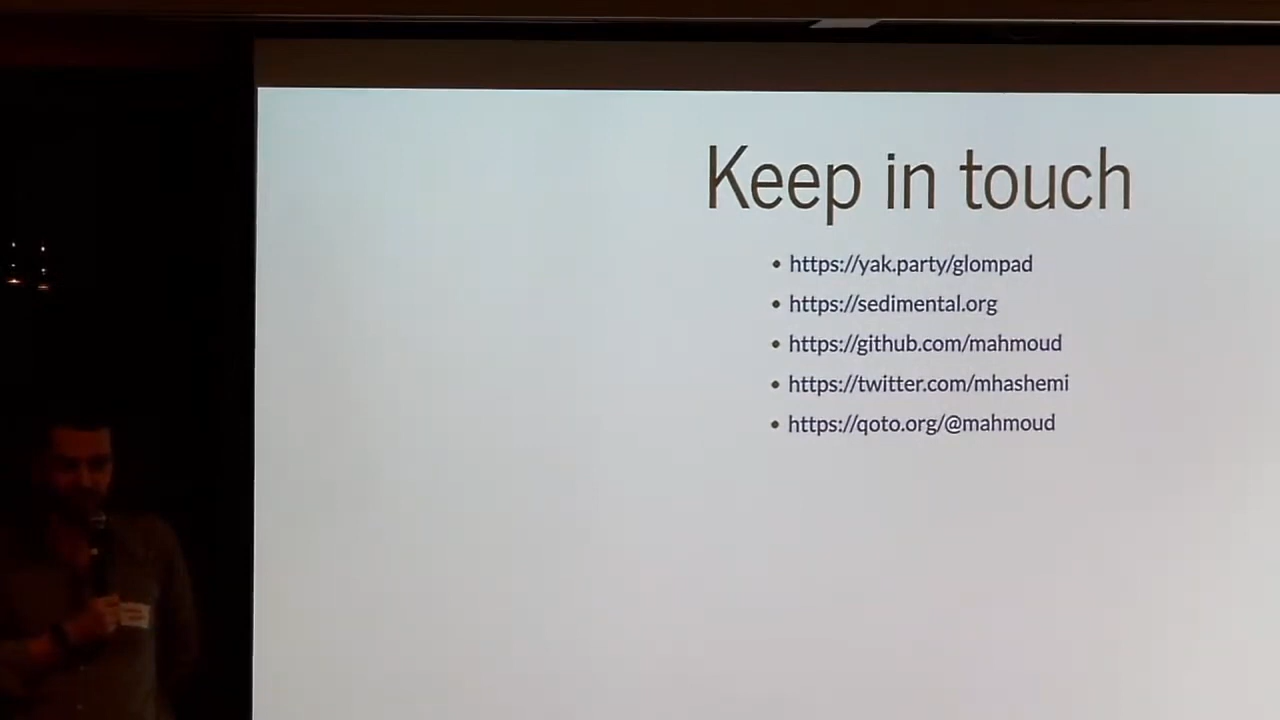 Keep in touch
• https://yak.party/glompad
• https://sedimental.org
• https://github.com/mahmoud
• https://twitter.com/mhashemi
• https://qoto.org/@mahmoud